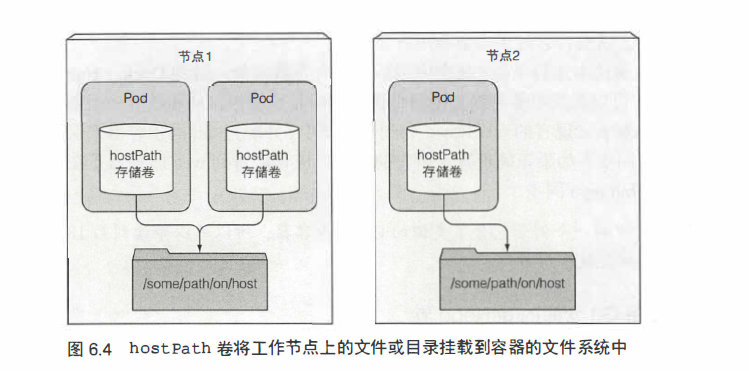 节点1
Pod
hostPath
存储卷
Pod
hostPath
存储卷
/some/path/on/host
节点2
Pod
hostPath
存储卷
/some/path/on/host
图 6.4 hostPath 卷将工作节点上的文件或目录挂载到容器的文件系统中